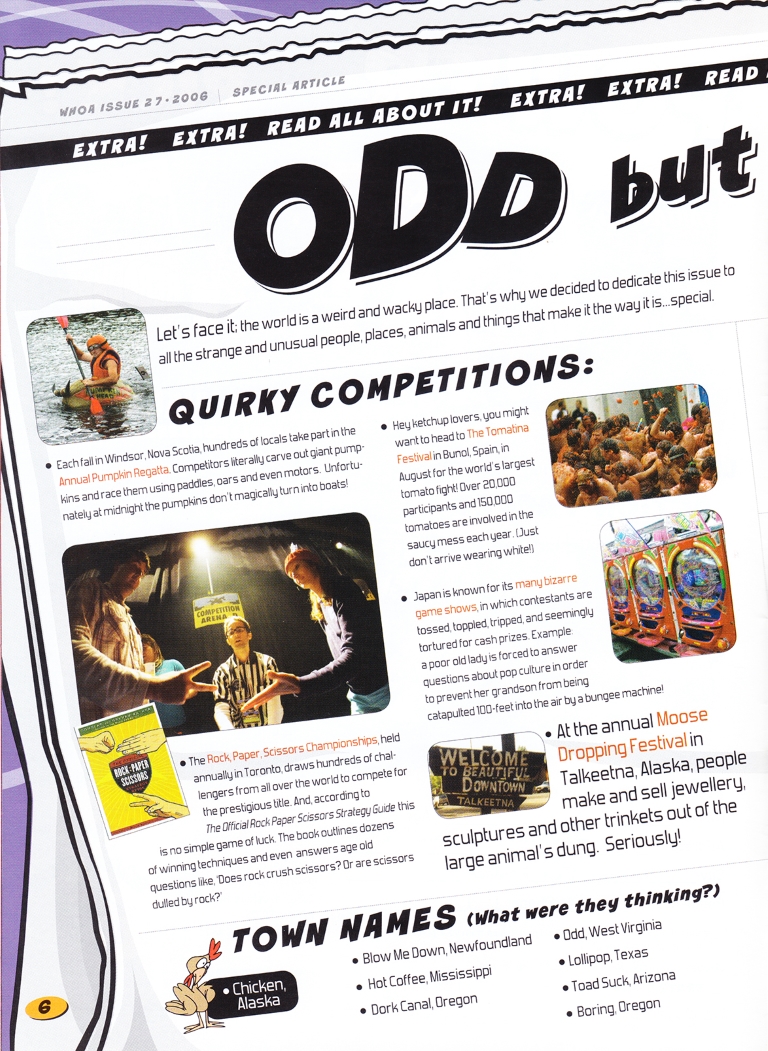 WHOA ISSUE 27 • 2006 | SPECIAL ARTICLE
EXTRA! EXTRA! READ ALL ABOUT IT! EXTRA! EXTRA! READ
ODD but
Let's face it: the world is a weird and wacky place. That's why we decided to dedicate this issue to
all the strange and unusual people, places, animals and things that make it the way it is...special.
QUIRKY COMPETITIONS:
• Each fall in Windsor, Nova Scotia, hundreds of locals take part in the
Annual Pumpkin Regatta. Competitors literally carve out giant pump-
kins and race them using paddles, oars and even motors. Unfortu-
nately at midnight the pumpkins don't magically turn into boats!
• Hey ketchup lovers, you might
want to head to The Tomatina
Festival in Bunol, Spain, in
August for the world's largest
tomato fight! Over 20,000
participants and 150,000
tomatoes are involved in the
saucy mess each year. (Just
don't arrive wearing white!)
COMPETITION
ARENA
• Japan is known for its many bizarre
game shows, in which contestants are
tossed, toppled, tripped, and seemingly
tortured for cash prizes. Example:
a poor old lady is forced to answer
questions about pop culture in order
to prevent her grandson from being
catapulted 100-feet into the air by a bungee machine!
ROCK PAPER
SCISSORS
• The Rock, Paper, Scissors Championships, held
annually in Toronto, draws hundreds of chal-
lengers from all over the world to compete for
the prestigious title. And, according to
The Official Rock Paper Scissors Strategy Guide this
is no simple game of luck. The book outlines dozens
of winning techniques and even answers age old
questions like, 'Does rock crush scissors? Or are scissors
dulled by rock?'
WELCOME
TO BEAUTIFUL
DOWNTOWN
TALKEETNA
• At the annual Moose
Dropping Festival in
Talkeetna, Alaska, people
make and sell jewellery,
sculptures and other trinkets out of the
large animal's dung. Seriously!
TOWN NAMES (What were they thinking?)
• Chicken,
Alaska
• Blow Me Down, Newfoundland
• Hot Coffee, Mississippi
• Dork Canal, Oregon
• Odd, West Virginia
• Lollipop, Texas
• Toad Suck, Arizona
• Boring, Oregon
6